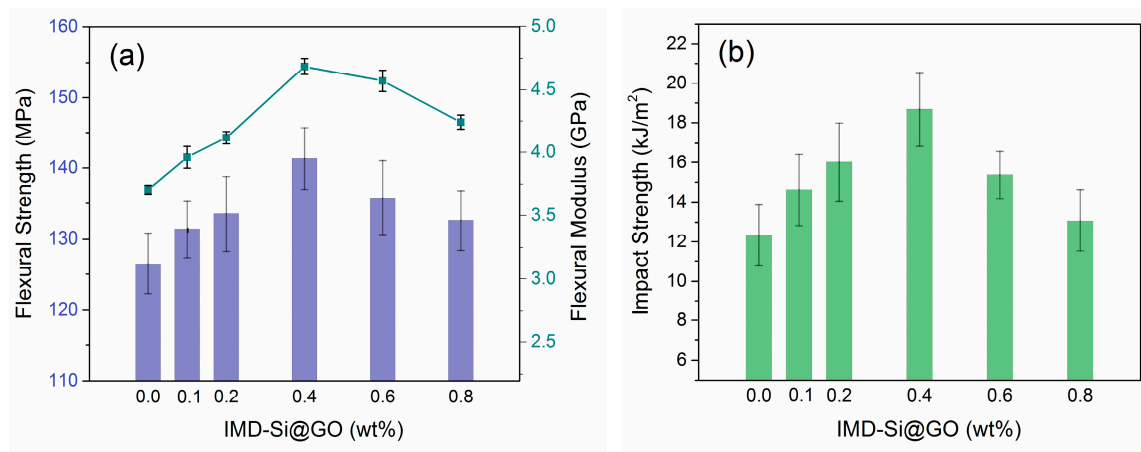 (a)
Flexural Strength (MPa)
160
150
140
130
120
110
5.0
4.5
4.0
3.5
3.0
2.5
Flexural Modulus (GPa)
0.0 0.1 0.2 0.4 0.6 0.8
IMD-Si@GO (wt%)
(b)
Impact Strength (kJ/m²)
22
20
18
16
14
12
10
8
6
0.0 0.1 0.2 0.4 0.6 0.8
IMD-Si@GO (wt%)